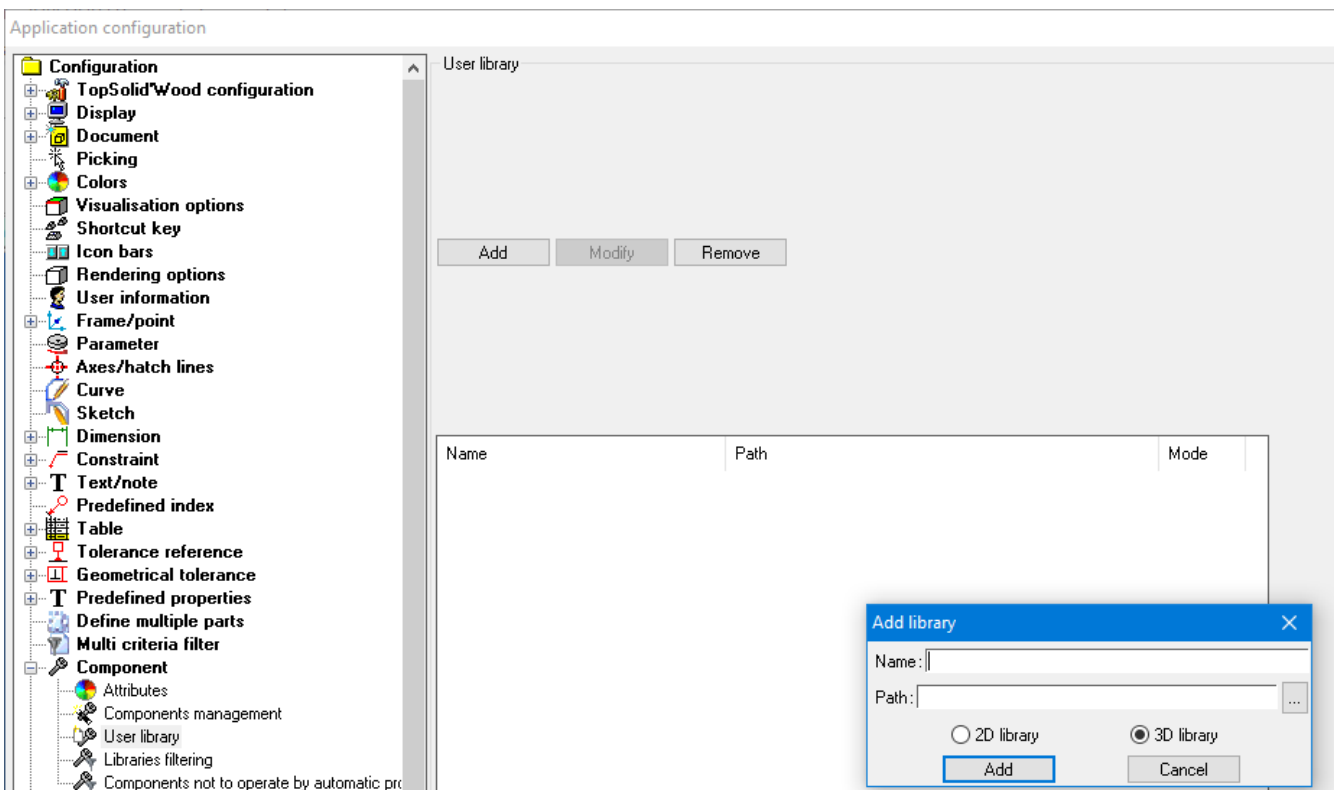 Application configuration
Configuration
TopSolid'Wood configuration
Display
Document
Picking
Colors
Visualisation options
Shortcut key
Icon bars
Rendering options
User information
Frame/point
Parameter
Axes/hatch lines
Curve
Sketch
Dimension
Constraint
Text/note
Predefined index
Table
Tolerance reference
Geometrical tolerance
Predefined properties
Define multiple parts
Multi criteria filter
Component
Attributes
Components management
User library
Libraries filtering
Components not to operate by automatic pro
User library
Add Modify Remove
Name Path Mode
Add library
Name:
Path: ...
2D library 3D library
Add Cancel